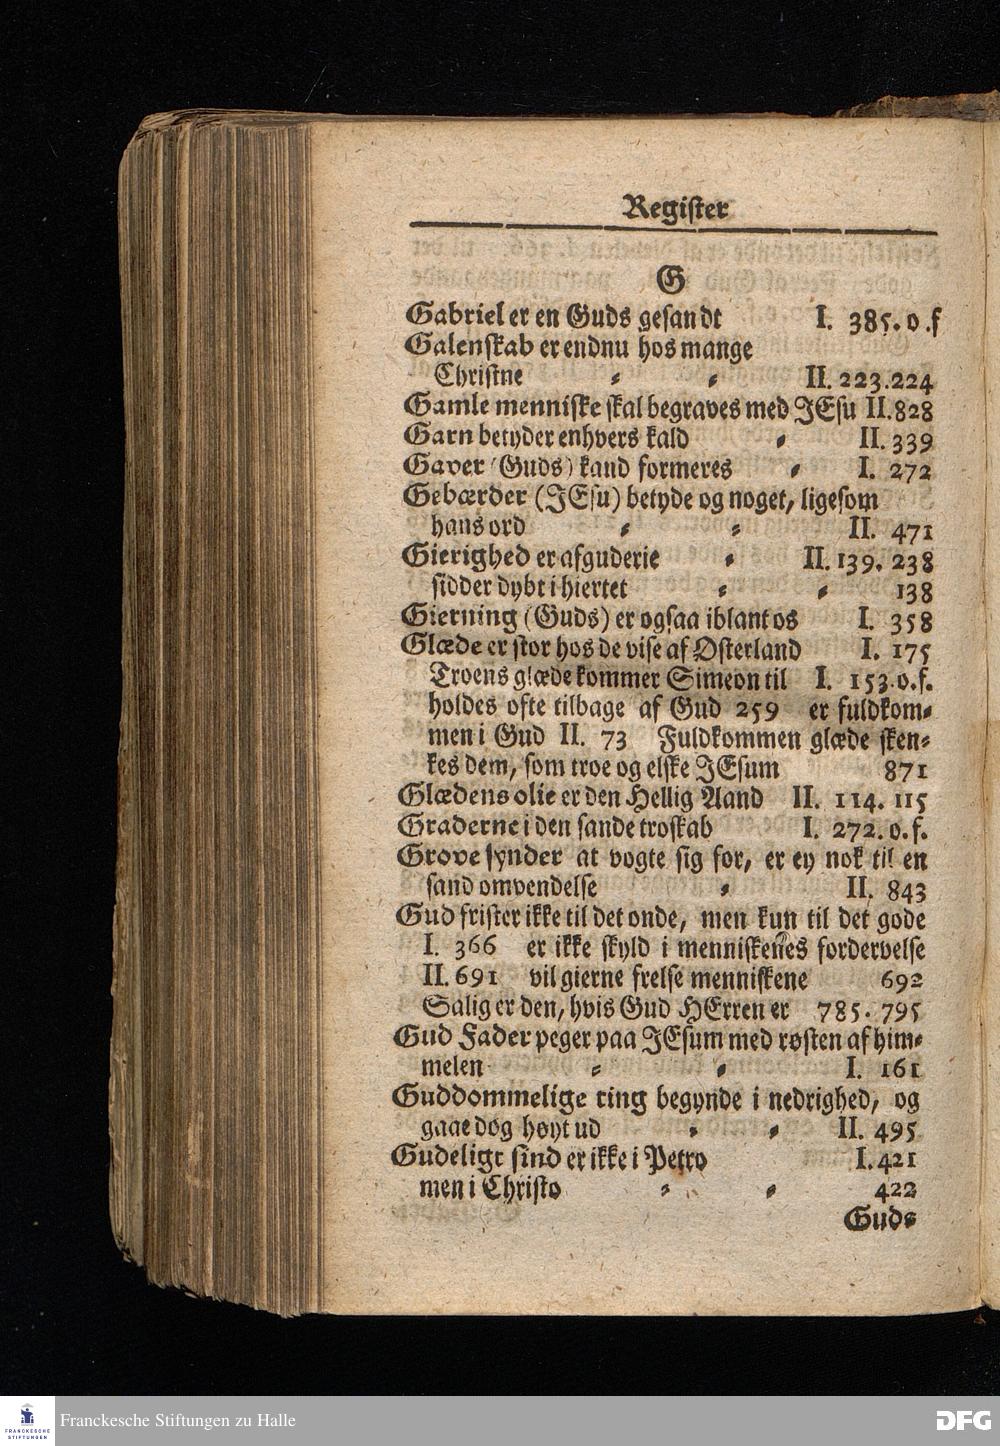 Register
G
Gabriel er en Guds gesandt I. 385. o.f
Galenskab er endnu hos mange
Christne = = II. 223. 224
Gamle menniske skal begraves med JEsu II. 828
Garn betyder enhvers kald = II. 339
Gaver (Guds) kand formeres = I. 272
Gebærder (JEsu) betyde og noget, ligesom
hans ord = = II. 471
Gierighed er afguderie = II. 139. 238
sidder dybt i hiertet = = 138
Gierning (Guds) er ogsaa iblant os I. 358
Glæde er stor hos de vise af Østerland I. 175
Troens glæde kommer Simeon til I. 153. o.f.
holdes ofte tilbage af Gud 259 er fuldkom=
men i Gud II. 73 Fuldkommen glæde sken=
kes dem, som troe og elske JEsum 871
Glædens olie er den Hellig Aand II. 114. 115
Graderne i den sande troskab I. 272. o.f.
Grove synder at vogte sig for, er ey nok til en
sand omvendelse = II. 843
Gud frister ikke til det onde, men kun til det gode
I. 366 er ikke skyld i menniskenes fordervelse
II. 691 vil gierne frelse menniskene 692
Salig er den, hvis Gud HErren er 785. 795
Gud Fader peger paa JEsum med røsten af him=
melen = = I. 161
Guddommelige ting begynde i nedrighed, og
gaae dog høyt ud = = II. 495
Gudeligt sind er ikke i Petro I. 421
men i Christo = = 422
Guds=
Franckesche Stiftungen zu Halle
FRANCKESCHE
STIFTUNGEN
DFG